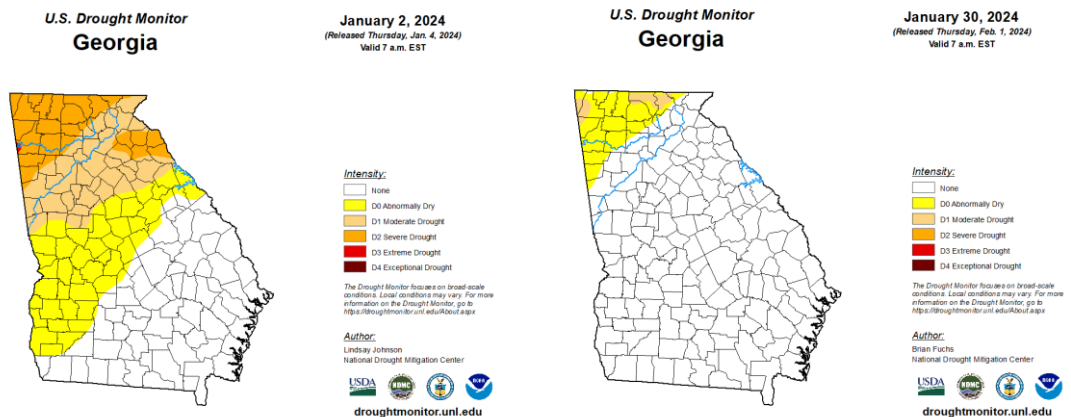 U.S. Drought Monitor
Georgia
January 2, 2024
(Released Thursday, Jan. 4, 2024)
Valid 7 a.m. EST
Intensity:
None
D0 Abnormally Dry
D1 Moderate Drought
D2 Severe Drought
D3 Extreme Drought
D4 Exceptional Drought
The Drought Monitor focuses on broad-scale
conditions. Local conditions may vary. For more
information on the Drought Monitor, go to
https://droughtmonitor.unl.edu/About.aspx
Author:
Lindsay Johnson
National Drought Mitigation Center
USDA
NDMC
NOAA
droughtmonitor.unl.edu
U.S. Drought Monitor
Georgia
January 30, 2024
(Released Thursday, Feb. 1, 2024)
Valid 7 a.m. EST
Intensity:
None
D0 Abnormally Dry
D1 Moderate Drought
D2 Severe Drought
D3 Extreme Drought
D4 Exceptional Drought
The Drought Monitor focuses on broad-scale
conditions. Local conditions may vary. For more
information on the Drought Monitor, go to
https://droughtmonitor.unl.edu/About.aspx
Author:
Brian Fuchs
National Drought Mitigation Center
USDA
NDMC
NOAA
droughtmonitor.unl.edu